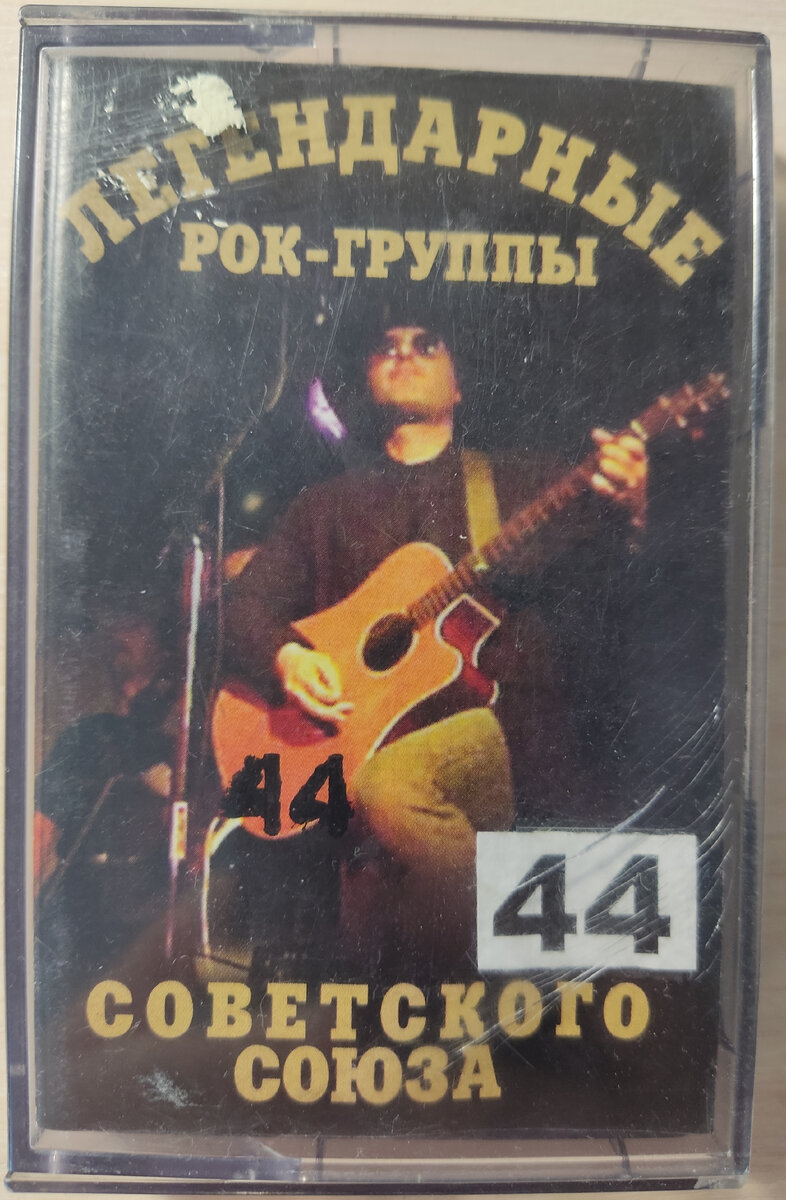 ЛЕГЕНДАРНЫЕ
РОК-ГРУППЫ
44
44
СОВЕТСКОГО
СОЮЗА